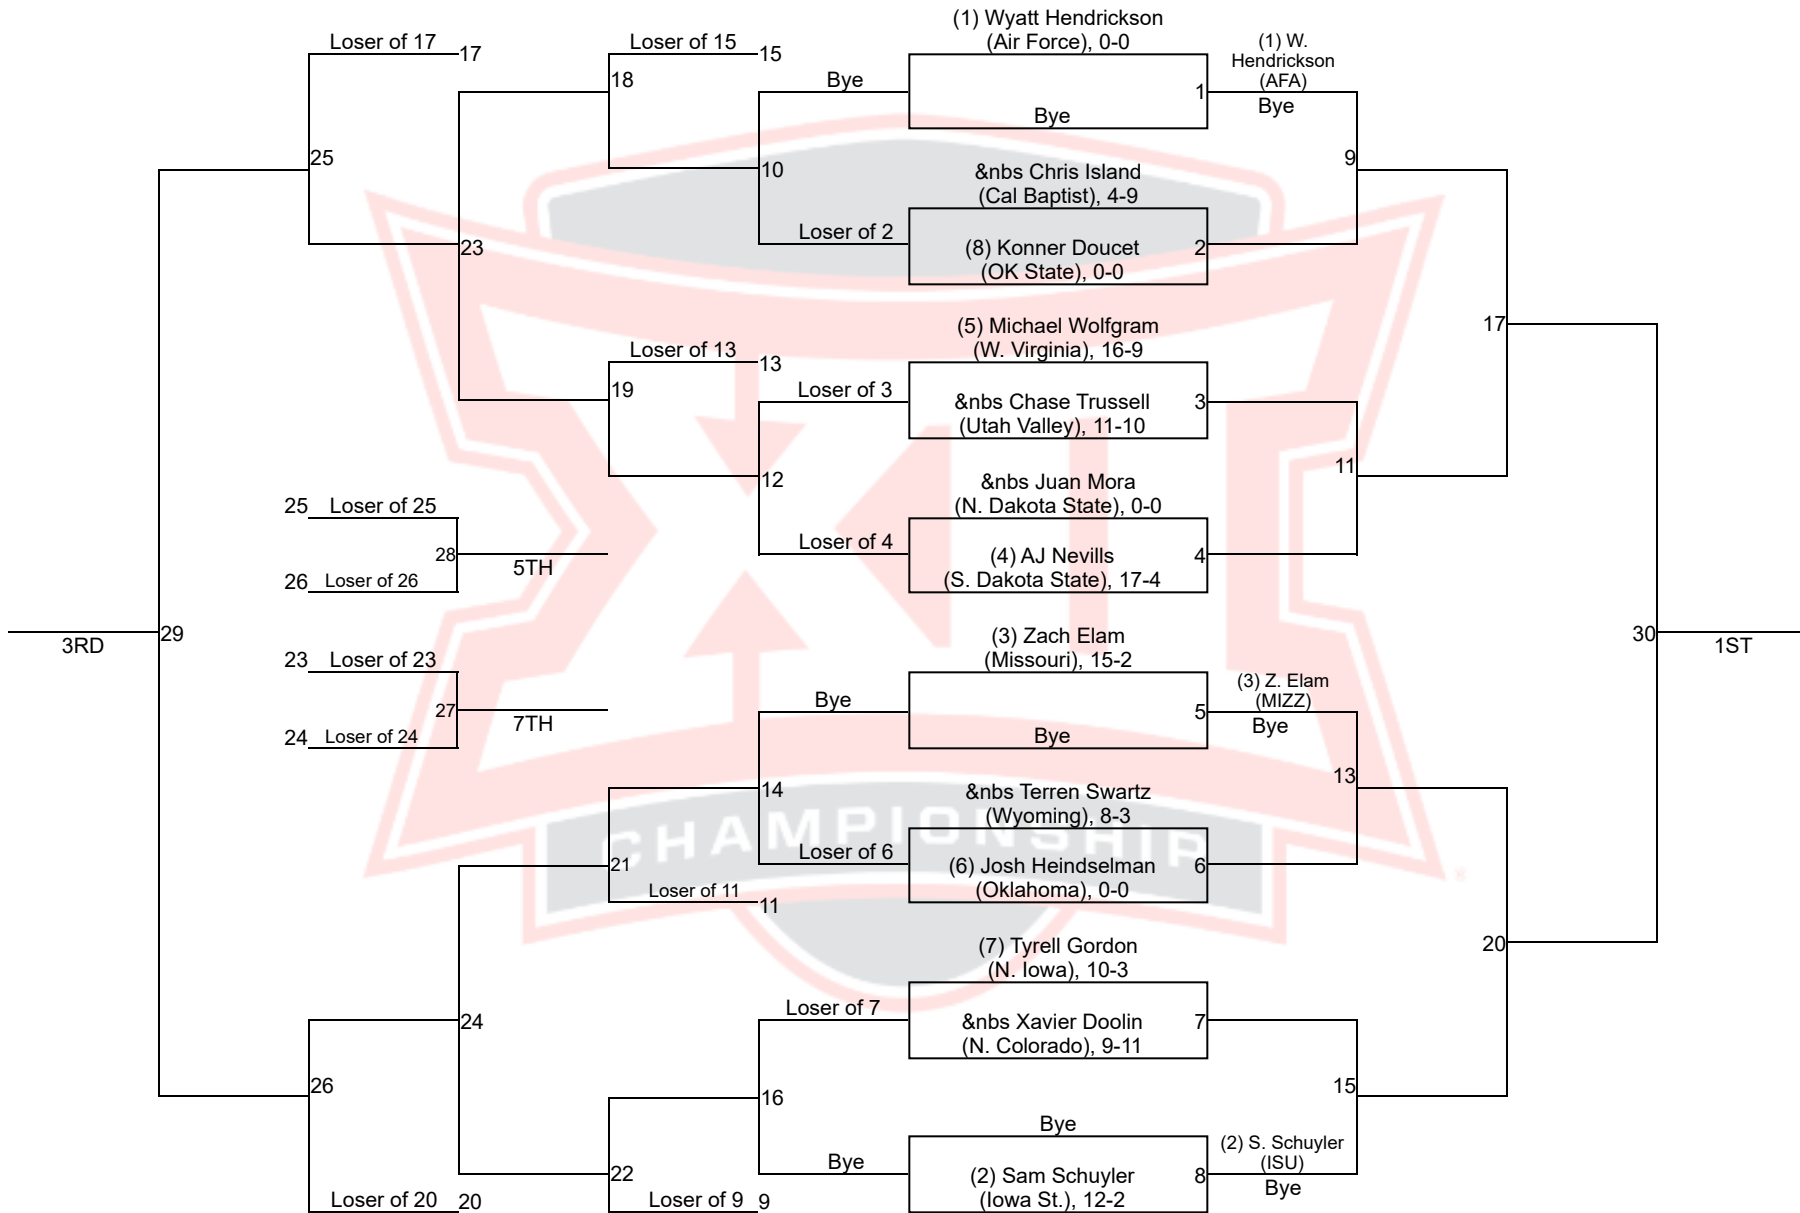 (1) Wyatt Hendrickson
(Air Force), 0-0
Loser of 17
17
Loser of 15
15
(1) W.
Hendrickson
(AFA)
18
Bye
1
Bye
Bye
25
10
9
&nbs Chris Island
(Cal Baptist), 4-9
Loser of 2
23
(8) Konner Doucet
(OK State), 0-0
2
(5) Michael Wolfgram
(W. Virginia), 16-9
17
Loser of 13
13
19
Loser of 3
&nbs Chase Trussell
(Utah Valley), 11-10
3
12
11
&nbs Juan Mora
(N. Dakota State), 0-0
25
Loser of 25
Loser of 4
(4) AJ Nevills
(S. Dakota State), 17-4
4
28
5TH
26
Loser of 26
3RD
29
(3) Zach Elam
(Missouri), 15-2
30
1ST
23
Loser of 23
Bye
5
(3) Z. Elam
(MIZZ)
Bye
27
7TH
Bye
24
Loser of 24
14
13
&nbs Terren Swartz
(Wyoming), 8-3
CHAMPIONSHIP
Loser of 6
(6) Josh Heindselman
(Oklahoma), 0-0
6
21
Loser of 11
11
(7) Tyrell Gordon
(N. Iowa), 10-3
20
Loser of 7
24
&nbs Xavier Doolin
(N. Colorado), 9-11
7
26
16
15
Bye
Bye
(2) S. Schuyler
(ISU)
22
(2) Sam Schuyler
(Iowa St.), 12-2
8
Bye
Loser of 20
20
Loser of 9
9
XII
®